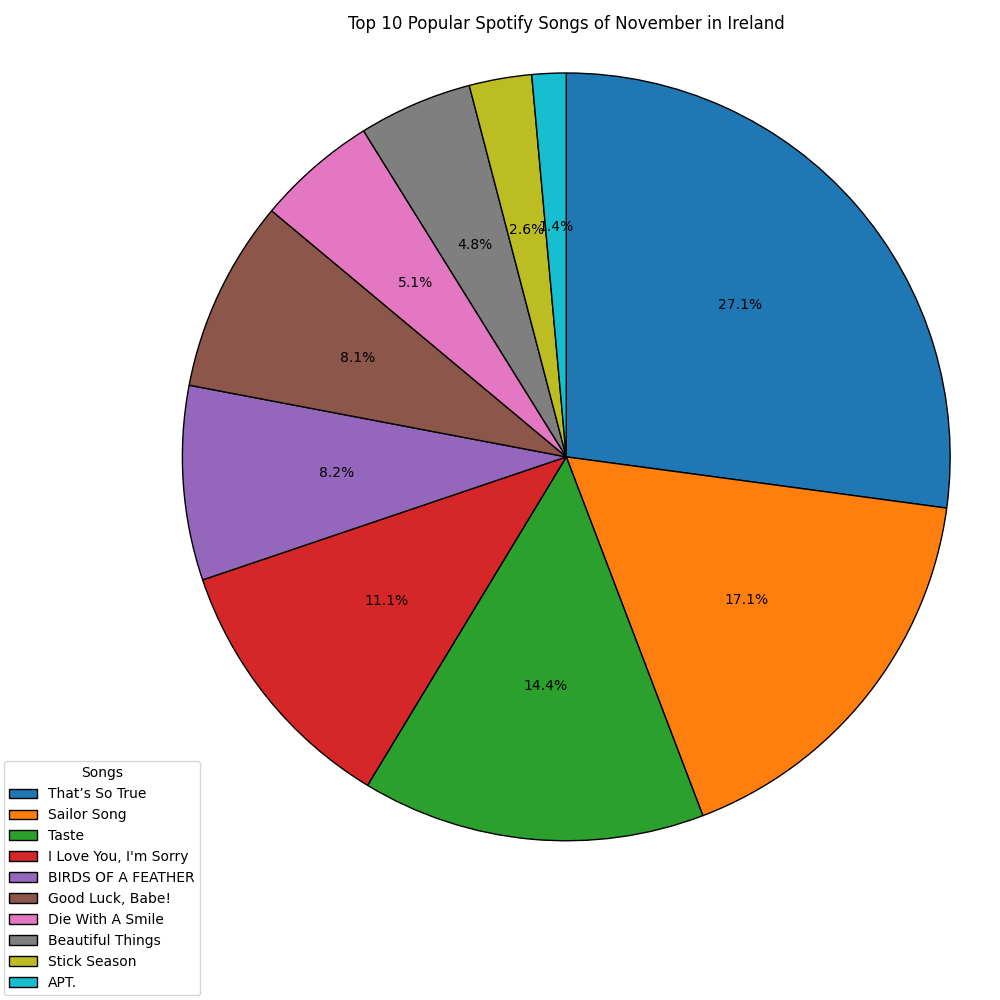 Top 10 Popular Spotify Songs of November in Ireland
27.1%
17.1%
14.4%
11.1%
8.2%
8.1%
5.1%
4.8%
2.6%
1.4%
Songs
That’s So True
Sailor Song
Taste
I Love You, I'm Sorry
BIRDS OF A FEATHER
Good Luck, Babe!
Die With A Smile
Beautiful Things
Stick Season
APT.